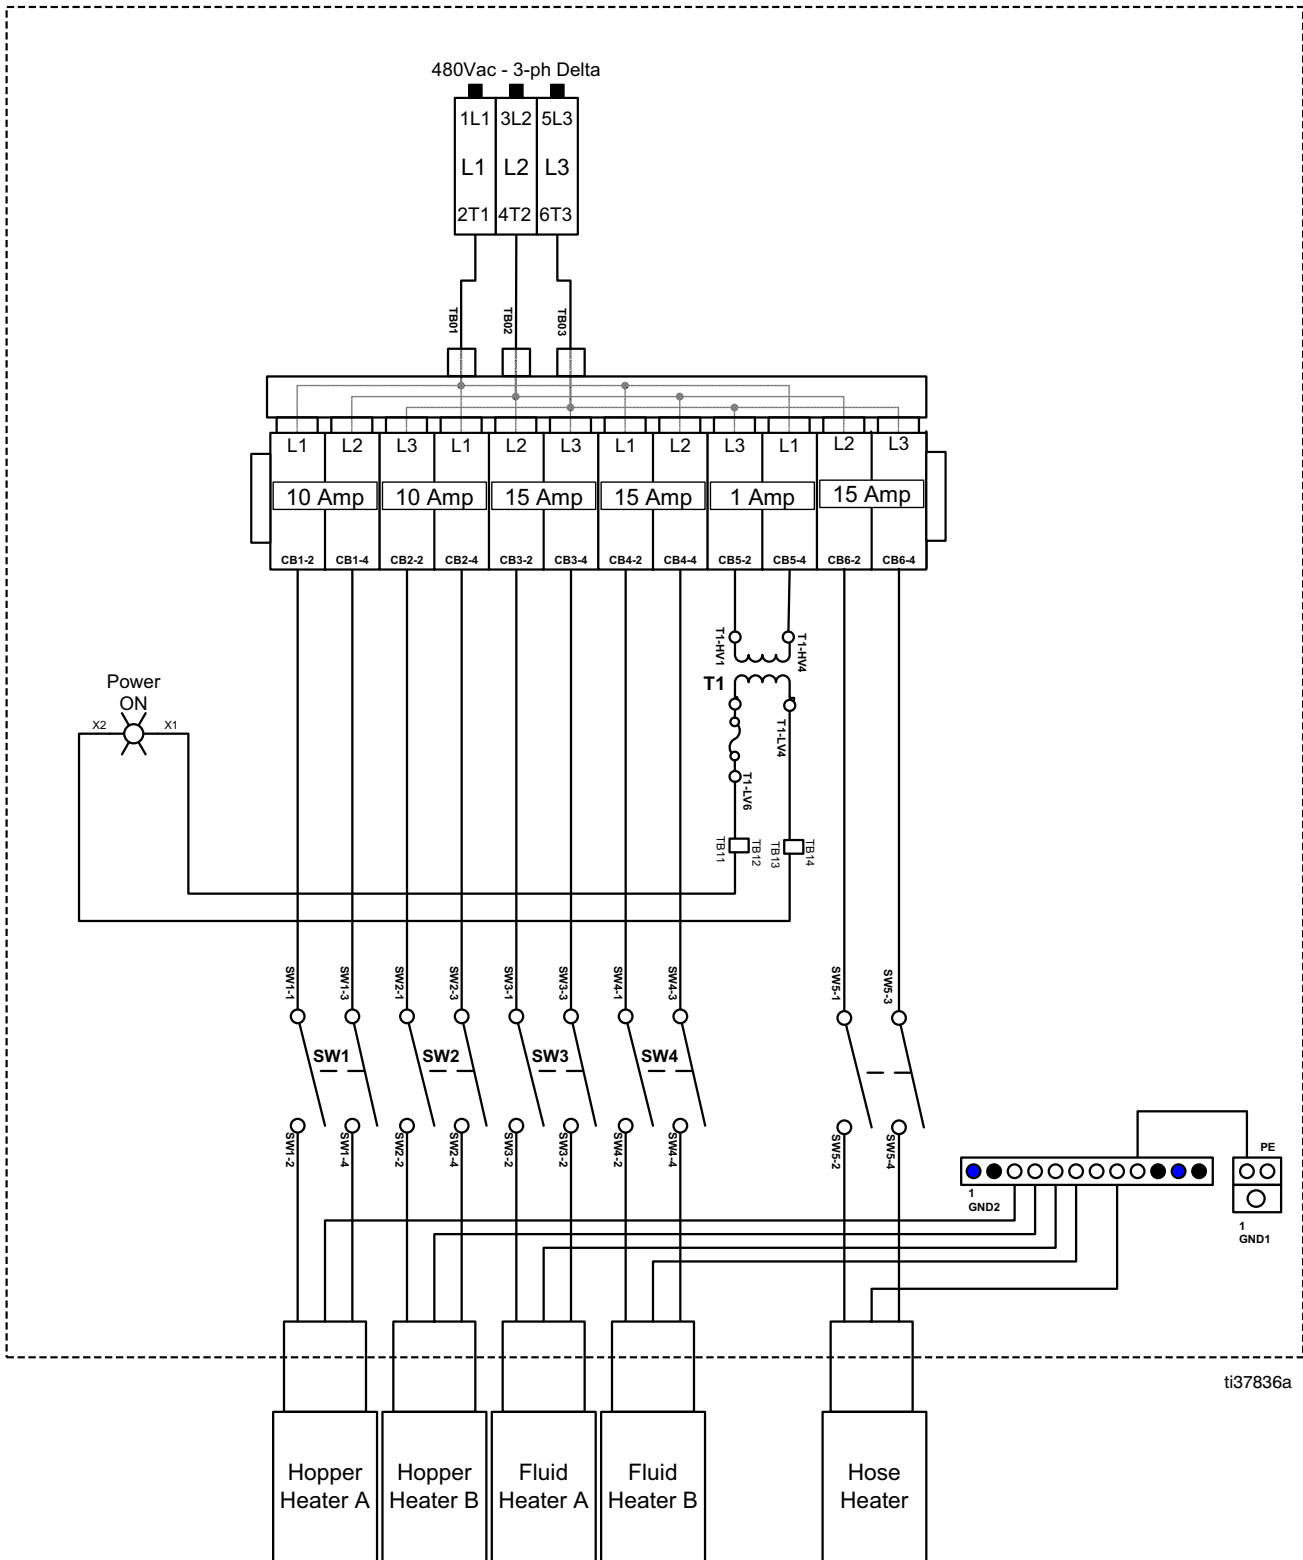 480Vac - 3-ph Delta
1L1 3L2 5L3
L1 L2 L3
2T1 4T2 6T3
TB01 TB02 TB03
L1 L2 L3 L1 L2 L3 L1 L2 L3 L1 L2 L3
10 Amp 10 Amp 15 Amp 15 Amp 1 Amp 15 Amp
CB1-2 CB1-4 CB2-2 CB2-4 CB3-2 CB3-4 CB4-2 CB4-4 CB5-2 CB5-4 CB6-2 CB6-4
T1-HV1 T1-HV4
T1
T1-LV4
T1-LV6
Power
ON
X2 X1
TB11 TB12 TB13 TB14
SW1-1 SW1-3 SW2-1 SW2-3 SW3-1 SW3-3 SW4-1 SW4-3 SW5-1 SW5-3
SW1 SW2 SW3 SW4
SW1-2 SW1-4 SW2-2 SW2-4 SW3-2 SW3-2 SW4-2 SW4-4 SW5-2 SW5-4
PE
1
GND2
1
GND1
ti37836a
Hopper
Heater A
Hopper
Heater B
Fluid
Heater A
Fluid
Heater B
Hose
Heater